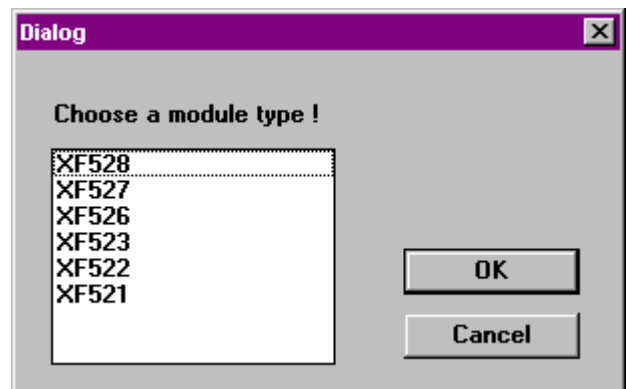 Dialog
Choose a module type !
XF528
XF527
XF526
XF523
XF522
XF521
OK
Cancel